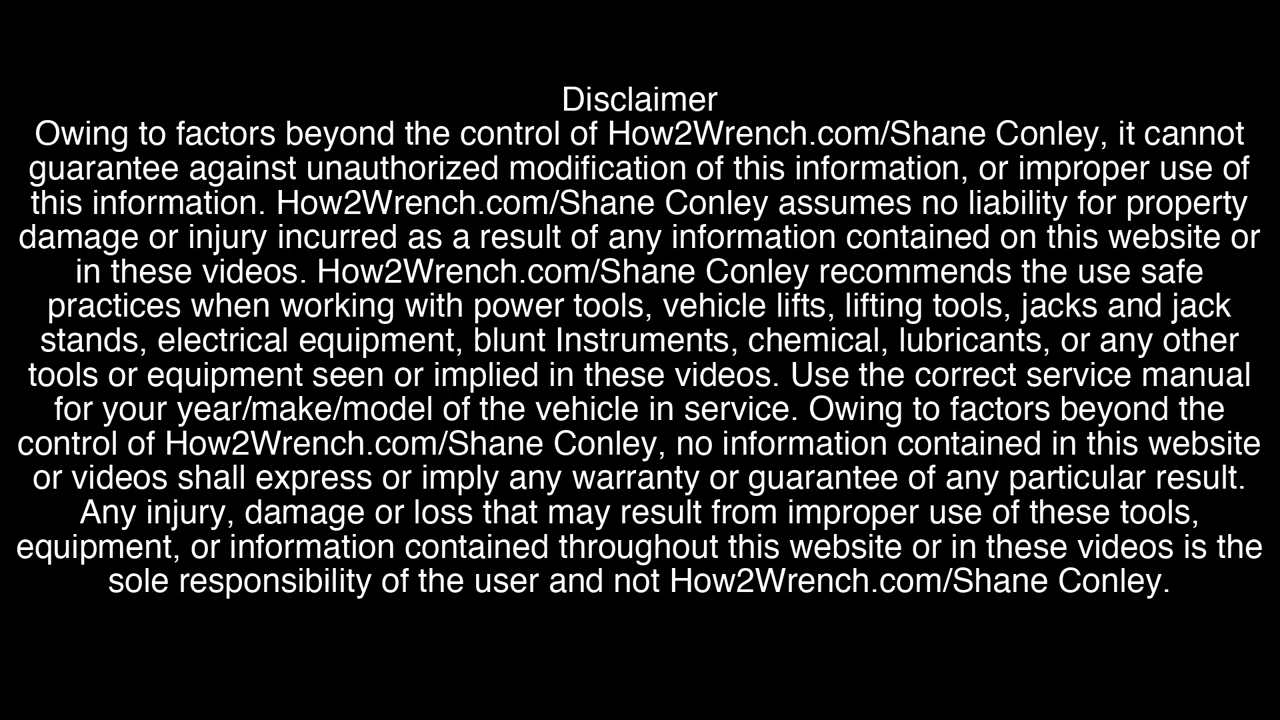 Disclaimer
Owing to factors beyond the control of How2Wrench.com/Shane Conley, it cannot
guarantee against unauthorized modification of this information, or improper use of
this information. How2Wrench.com/Shane Conley assumes no liability for property
damage or injury incurred as a result of any information contained on this website or
in these videos. How2Wrench.com/Shane Conley recommends the use safe
practices when working with power tools, vehicle lifts, lifting tools, jacks and jack
stands, electrical equipment, blunt Instruments, chemical, lubricants, or any other
tools or equipment seen or implied in these videos. Use the correct service manual
for your year/make/model of the vehicle in service. Owing to factors beyond the
control of How2Wrench.com/Shane Conley, no information contained in this website
or videos shall express or imply any warranty or guarantee of any particular result.
Any injury, damage or loss that may result from improper use of these tools,
equipment, or information contained throughout this website or in these videos is the
sole responsibility of the user and not How2Wrench.com/Shane Conley.